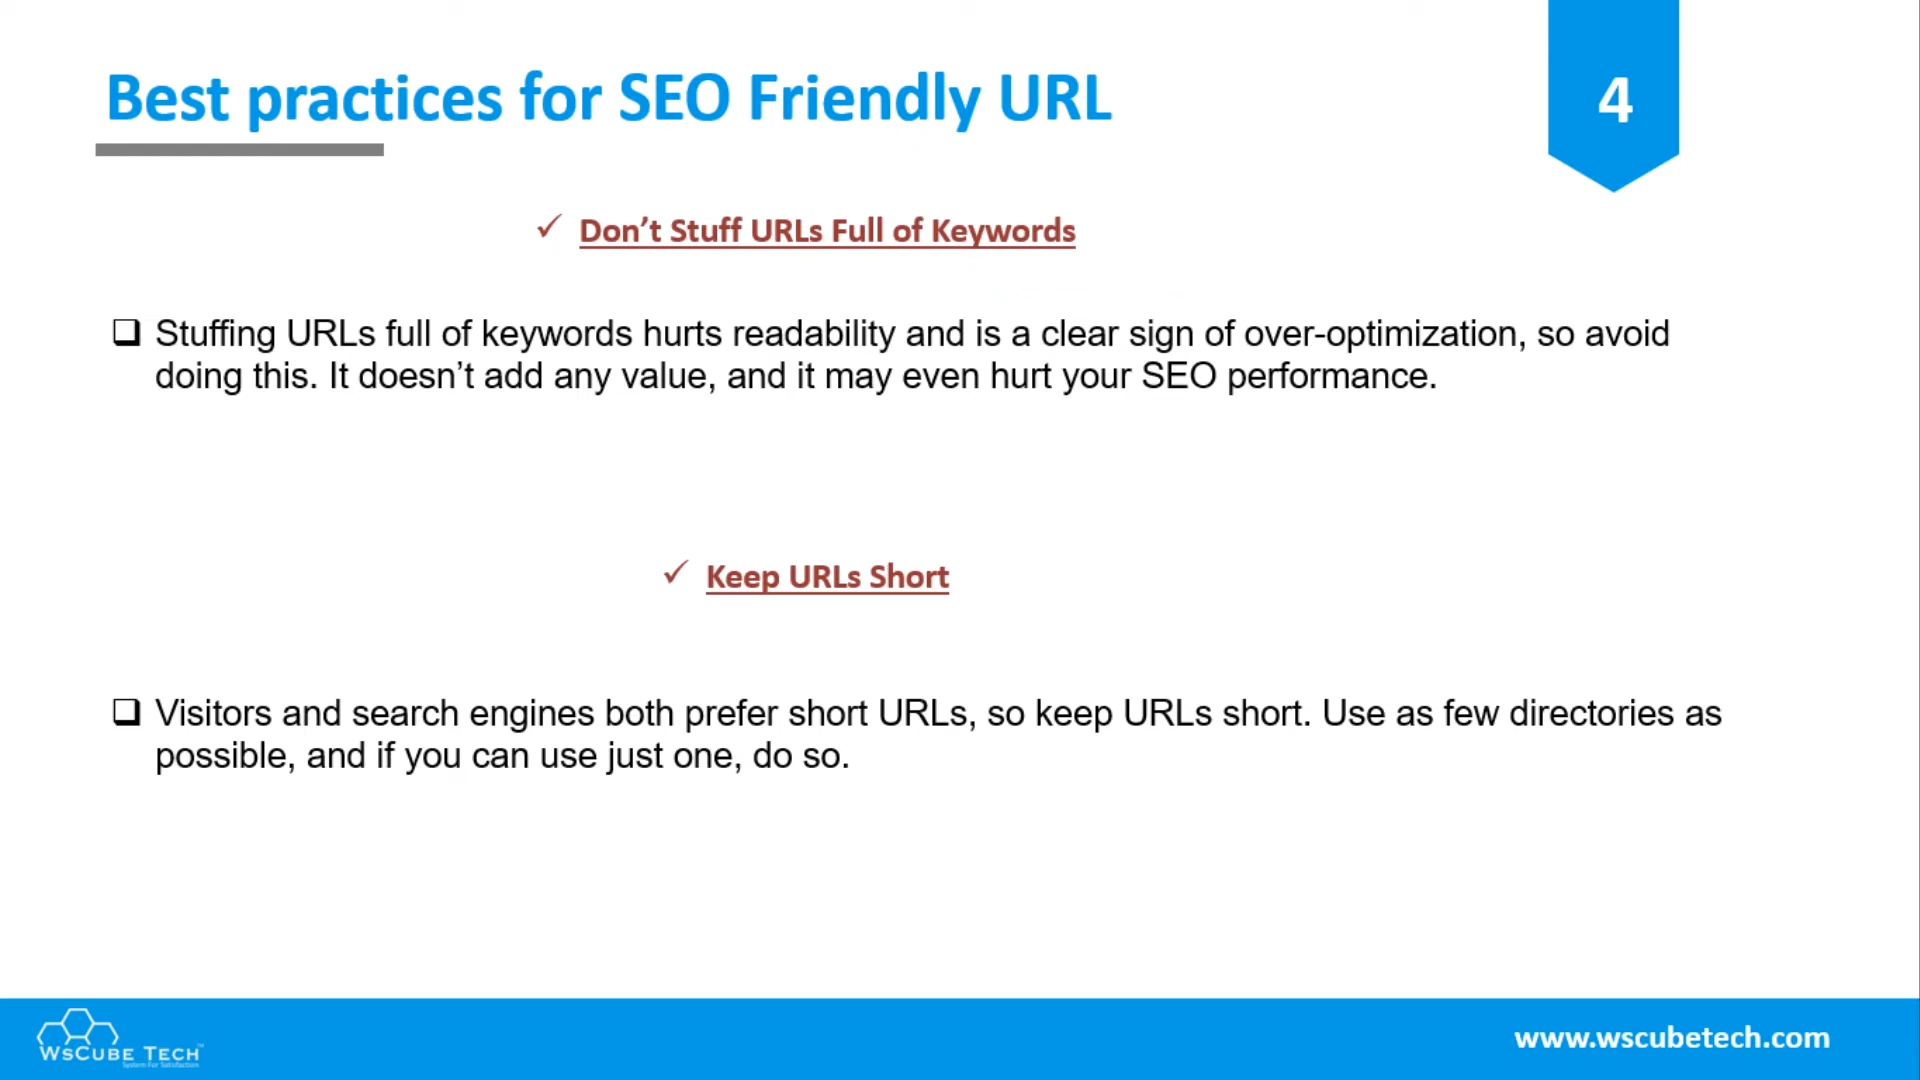 Best practices for SEO Friendly URL
4
✓ Don’t Stuff URLs Full of Keywords
❑ Stuffing URLs full of keywords hurts readability and is a clear sign of over-optimization, so avoid
doing this. It doesn’t add any value, and it may even hurt your SEO performance.
✓ Keep URLs Short
❑ Visitors and search engines both prefer short URLs, so keep URLs short. Use as few directories as
possible, and if you can use just one, do so.
WSCUBE TECH™
System For Satisfaction
www.wscubetech.com